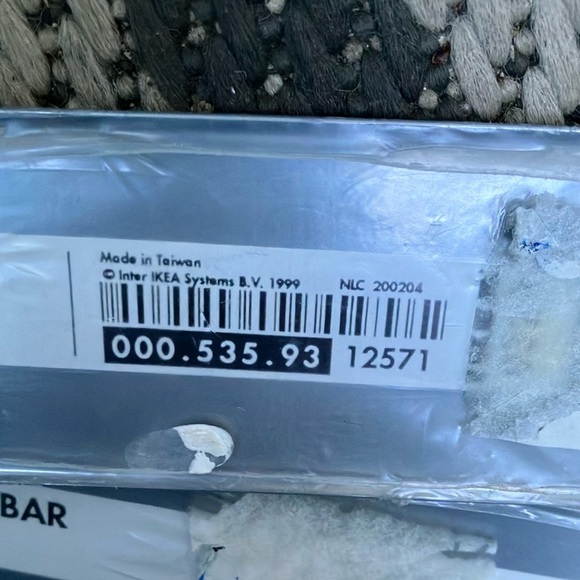 Made in Taiwan
© Inter IKEA Systems B.V. 1999 NLC 200204
000.535.93 12571
BAR